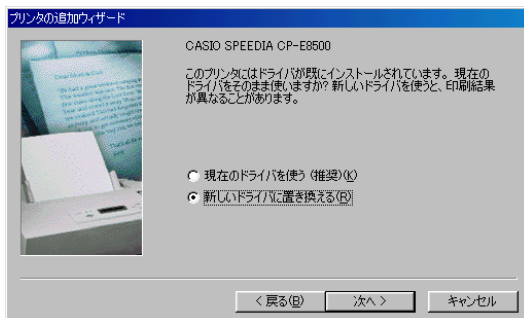 プリンタの追加ウィザード
CASIO SPEEDIA CP-E8500
このプリンタにはドライバが既にインストールされています。現在の
ドライバをそのまま使いますか? 新しいドライバを使うと、印刷結果
が異なることがあります。
現在のドライバを使う (推奨)(K)
新しいドライバに置き換える(R)
< 戻る(B)
次へ >
キャンセル